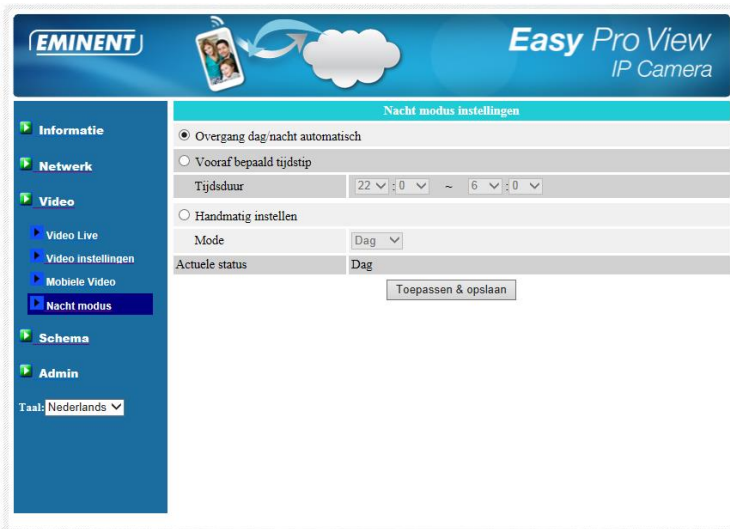 EMINENT
Easy Pro View
IP Camera
Informatie
Netwerk
Video
Video Live
Video instellingen
Mobiele Video
Nacht modus
Schema
Admin
Taal: Nederlands
Nacht modus instellingen
Overgang dag/nacht automatisch
Vooraf bepaald tijdstip
Tijdsduur 22 : 0 ~ 6 : 0
Handmatig instellen
Mode Dag
Actuele status Dag
Toepassen & opslaan